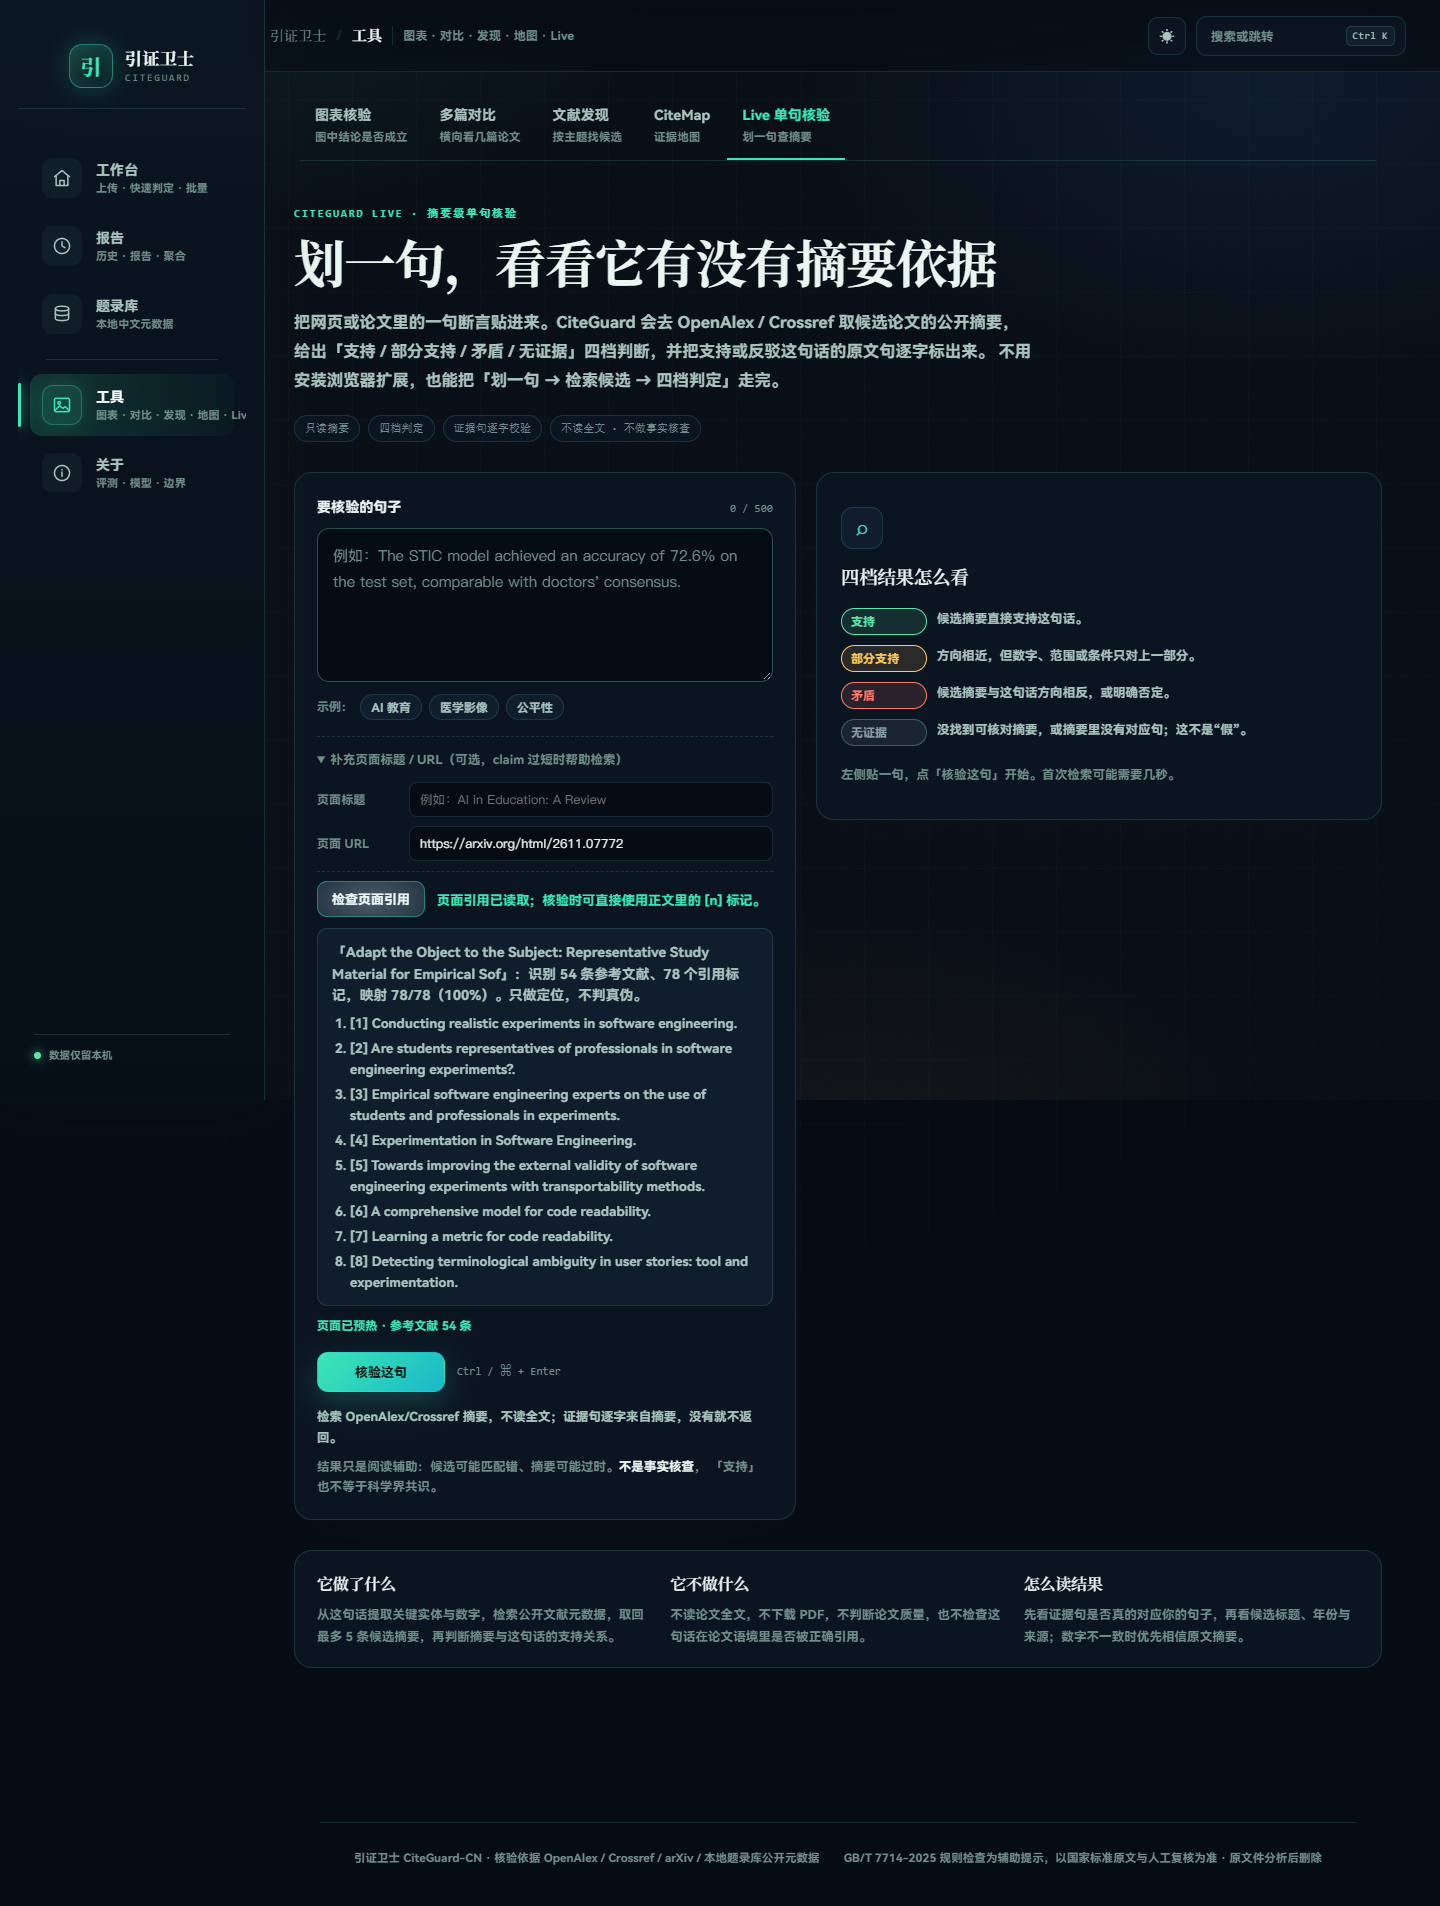 引
引证卫士
CITEGUARD
工作台
上传 · 快速判定 · 批量
报告
历史 · 报告 · 聚合
题录库
本地中文元数据
工具
图表 · 对比 · 发现 · 地图 · Liv
关于
评测 · 模型 · 边界
数据仅留本机
引证卫士 / 工具 图表 · 对比 · 发现 · 地图 · Live
搜索或跳转 Ctrl K
图表核验
图中结论是否成立
多篇对比
横向看几篇论文
文献发现
按主题找候选
CiteMap
证据地图
Live 单句核验
划一句查摘要
CITEGUARD LIVE · 摘要级单句核验
划一句，看看它有没有摘要依据
把网页或论文里的一句断言贴进来。CiteGuard 会去 OpenAlex / Crossref 取候选论文的公开摘要，
给出「支持 / 部分支持 / 矛盾 / 无证据」四档判断，并把支持或反驳这句话的原文句逐字标出来。 不用
安装浏览器扩展，也能把「划一句 → 检索候选 → 四档判定」走完。
只读摘要
四档判定
证据句逐字校验
不读全文 · 不做事实核查
要核验的句子
0 / 500
例如：The STIC model achieved an accuracy of 72.6% on
the test set, comparable with doctors’ consensus.
示例：
AI 教育
医学影像
公平性
▼ 补充页面标题 / URL（可选，claim 过短时帮助检索）
页面标题
例如：AI in Education: A Review
页面 URL
https://arxiv.org/html/2611.07772
检查页面引用
页面引用已读取；核验时可直接使用正文里的 [n] 标记。
「Adapt the Object to the Subject: Representative Study
Material for Empirical Sof」：识别 54 条参考文献、78 个引用标
记，映射 78/78（100%）。只做定位，不判真伪。
1. [1] Conducting realistic experiments in software engineering.
2. [2] Are students representatives of professionals in software
engineering experiments?.
3. [3] Empirical software engineering experts on the use of
students and professionals in experiments.
4. [4] Experimentation in Software Engineering.
5. [5] Towards improving the external validity of software
engineering experiments with transportability methods.
6. [6] A comprehensive model for code readability.
7. [7] Learning a metric for code readability.
8. [8] Detecting terminological ambiguity in user stories: tool and
experimentation.
页面已预热 · 参考文献 54 条
核验这句
Ctrl / ⌘ + Enter
检索 OpenAlex/Crossref 摘要，不读全文；证据句逐字来自摘要，没有就不返
回。
结果只是阅读辅助：候选可能匹配错、摘要可能过时。不是事实核查， 「支持」
也不等于科学界共识。
四档结果怎么看
支持
候选摘要直接支持这句话。
部分支持
方向相近，但数字、范围或条件只对上一部分。
矛盾
候选摘要与这句话方向相反，或明确否定。
无证据
没找到可核对摘要，或摘要里没有对应句；这不是“假”。
左侧贴一句，点「核验这句」开始。首次检索可能需要几秒。
它做了什么
从这句话提取关键实体与数字，检索公开文献元数据，取回
最多 5 条候选摘要，再判断摘要与这句话的支持关系。
它不做什么
不读论文全文，不下载 PDF，不判断论文质量，也不检查这
句话在论文语境里是否被正确引用。
怎么读结果
先看证据句是否真的对应你的句子，再看候选标题、年份与
来源；数字不一致时优先相信原文摘要。
引证卫士 CiteGuard-CN · 核验依据 OpenAlex / Crossref / arXiv / 本地题录库公开元数据 GB/T 7714-2025 规则检查为辅助提示，以国家标准原文与人工复核为准 · 原文件分析后删除